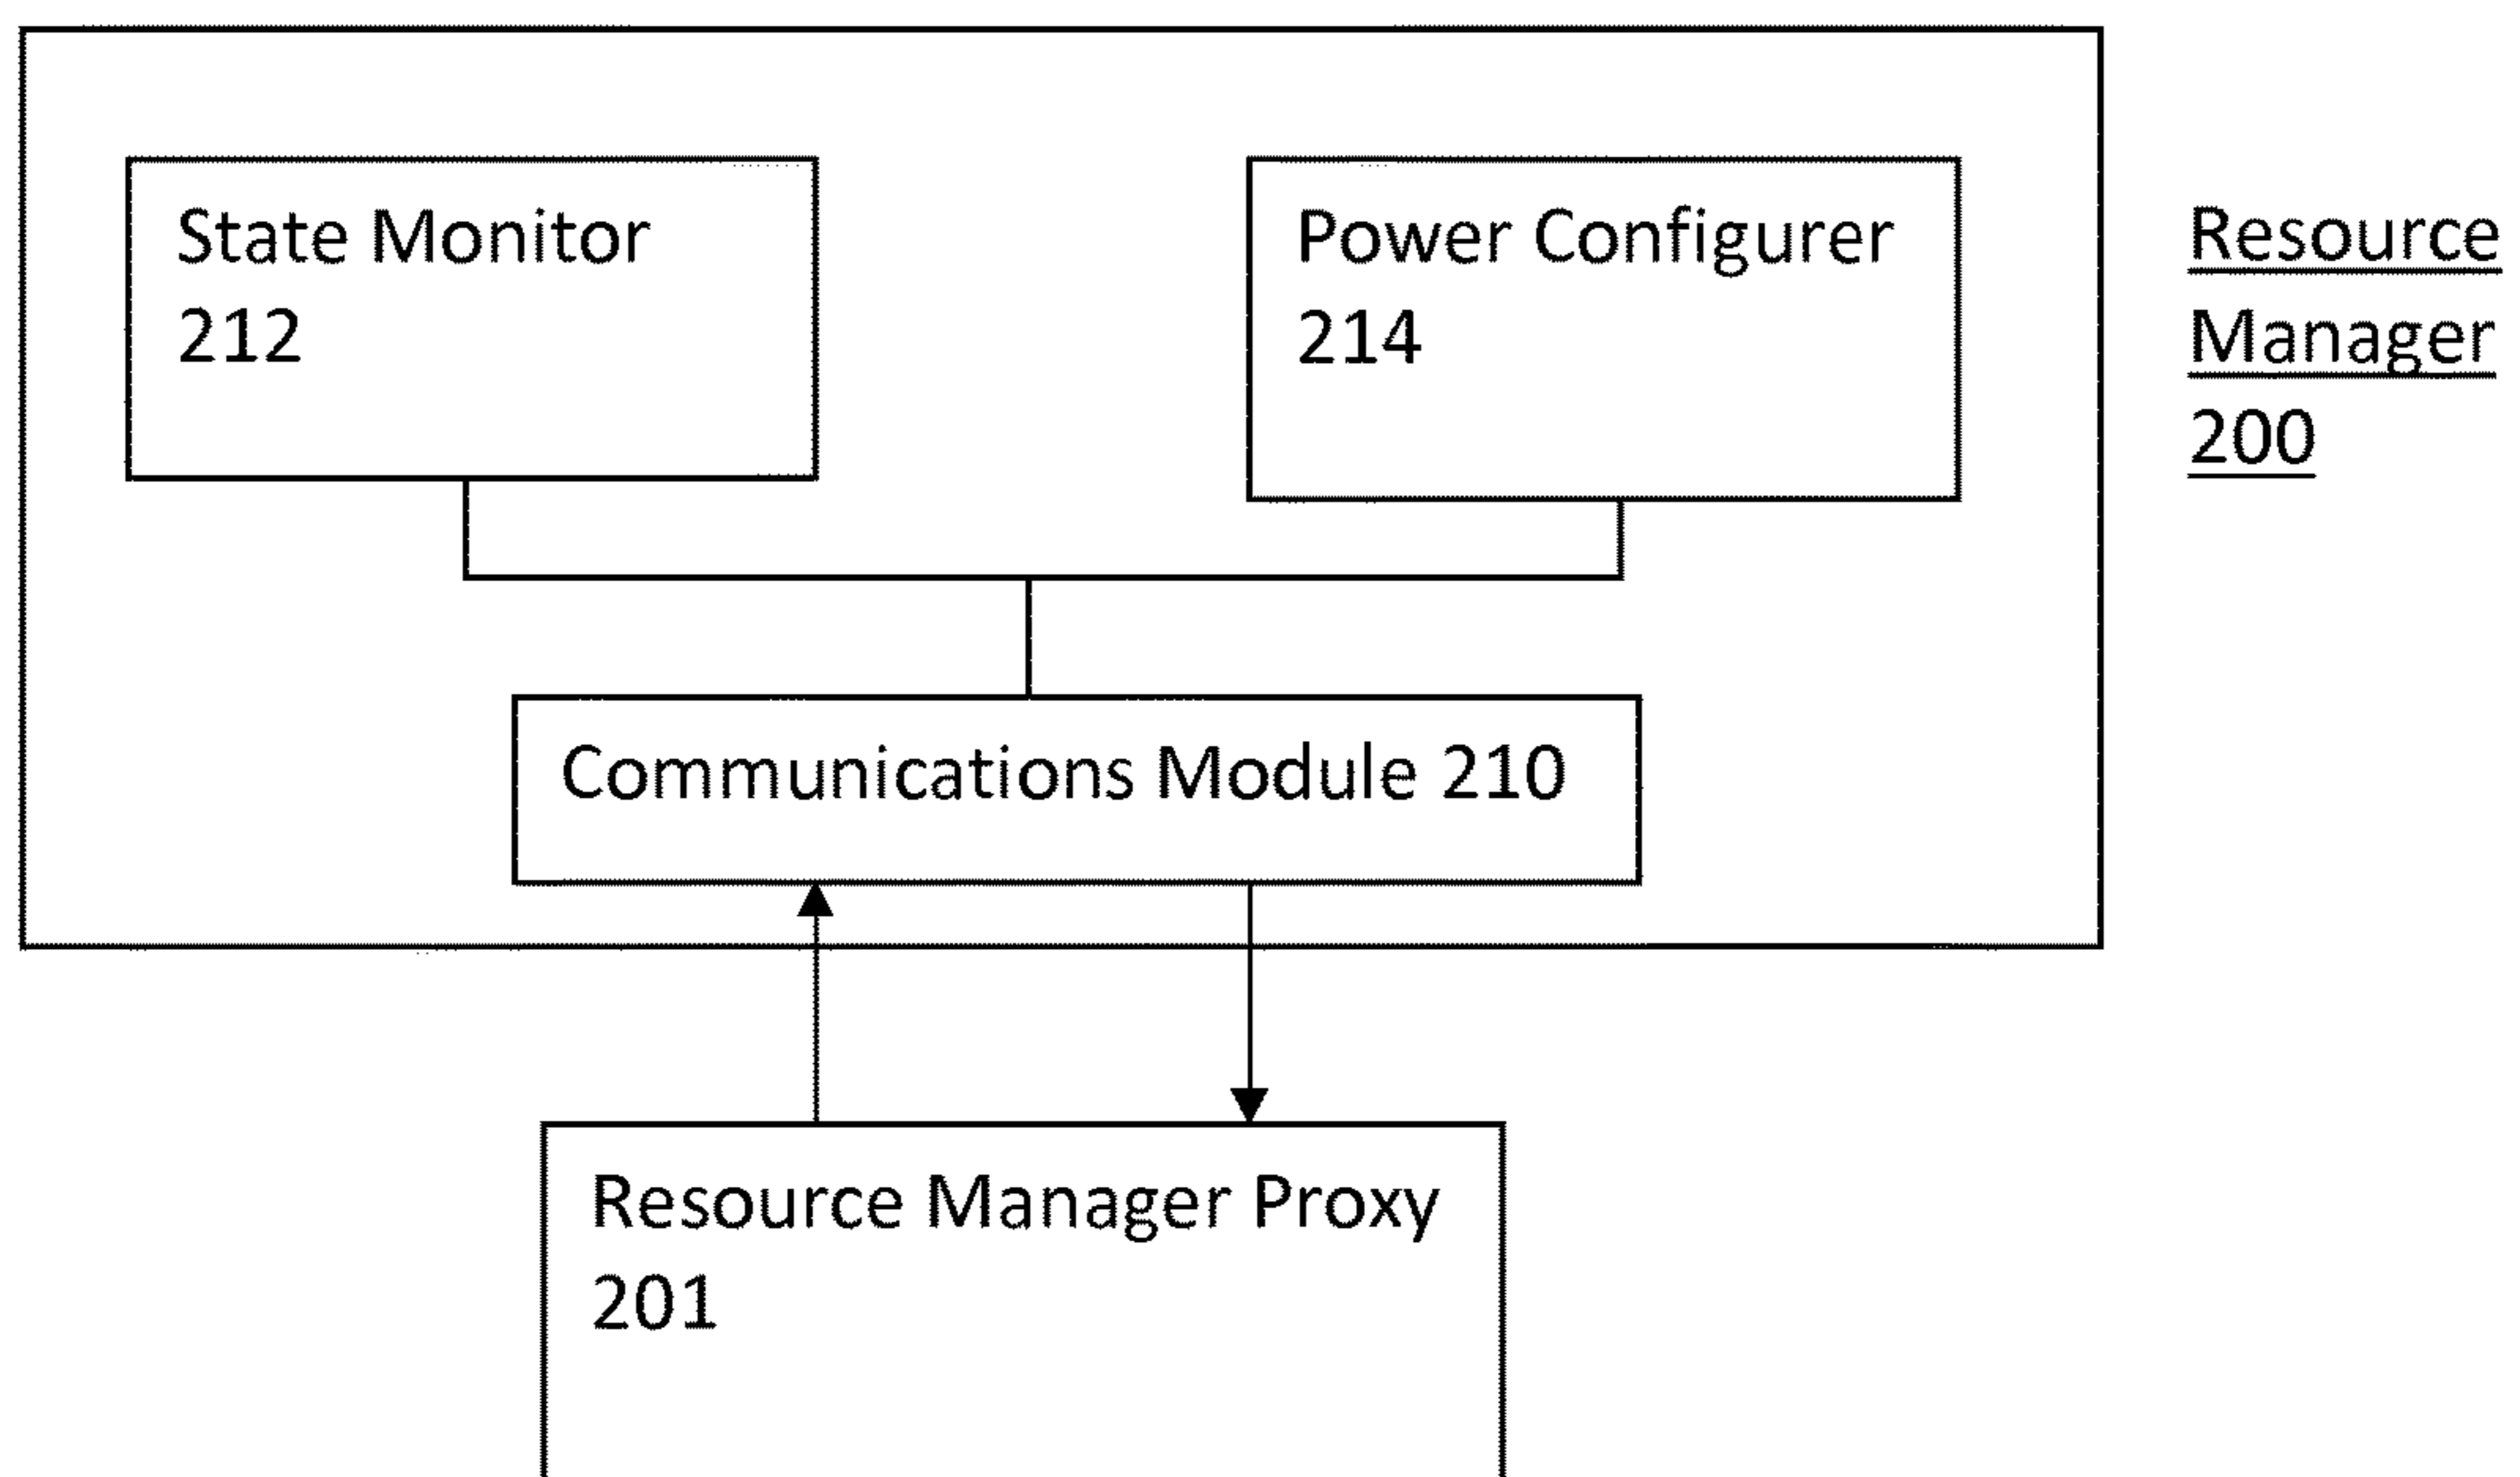 State Monitor
212
Power Configurer
214
Resource
Manager
200
Communications Module 210
Resource Manager Proxy
201